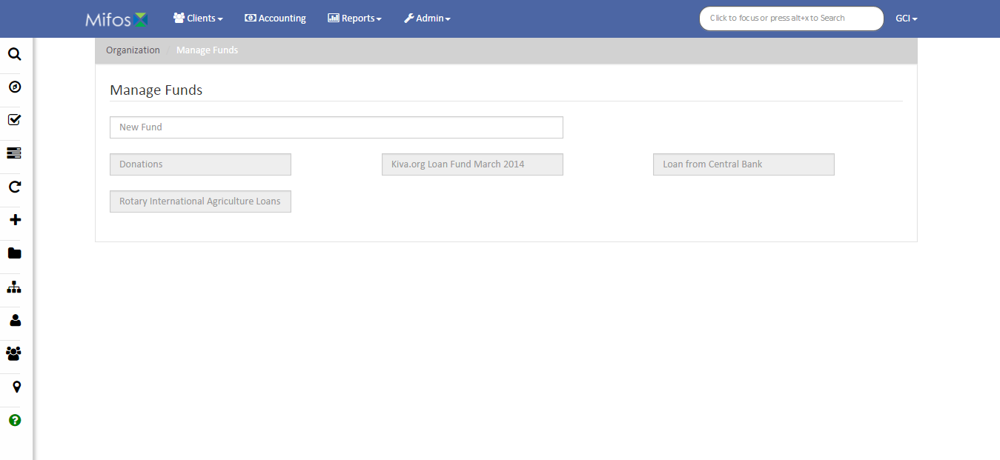 Mifos Clients Accounting Reports Admin Click to focus or press alt+x to Search GCI
Organization / Manage Funds
Manage Funds
New Fund
Donations Kiva.org Loan Fund March 2014 Loan from Central Bank
Rotary International Agriculture Loans
?